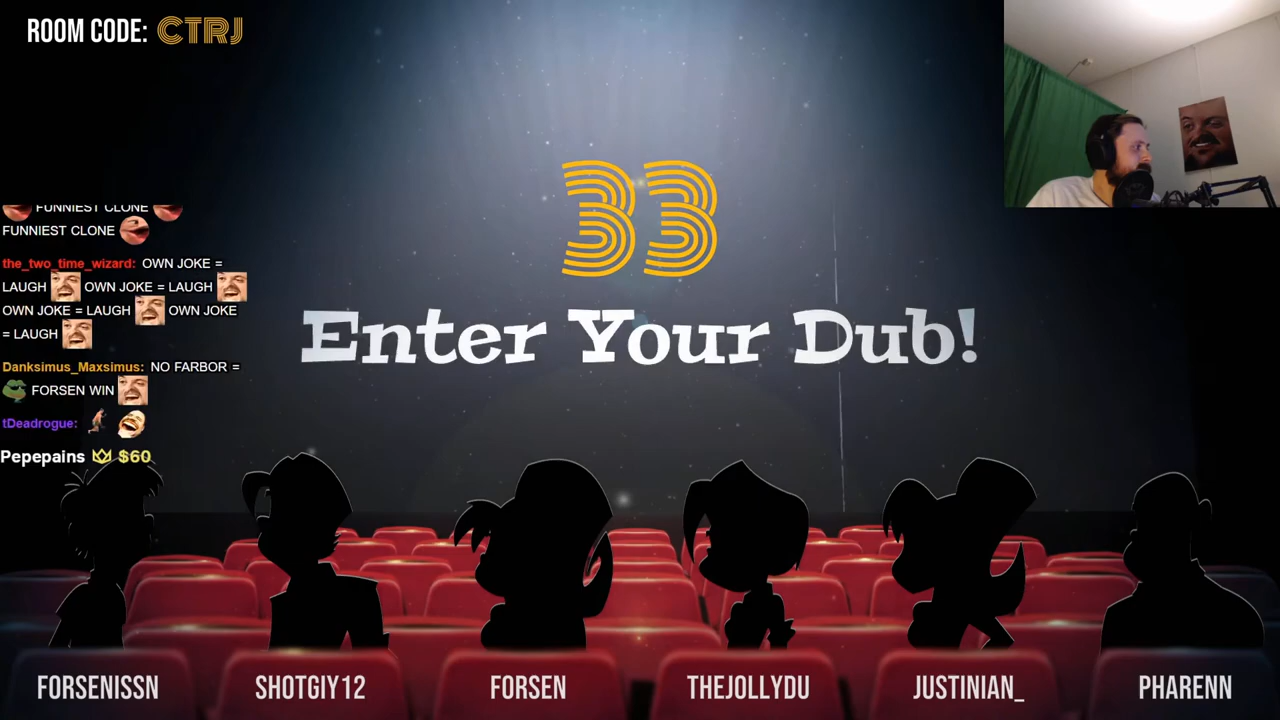 ROOM CODE: CTRJ
33
Enter Your Dub!
FUNNIEST CLONE
FUNNIEST CLONE
the_two_time_wizard: OWN JOKE =
LAUGH OWN JOKE = LAUGH
OWN JOKE = LAUGH OWN JOKE
= LAUGH
Danksimus_Maxsimus: NO FARBOR =
FORSEN WIN
tDeadrogue:
Pepepains $60
FORSENISSN
SHOTGIY12
FORSEN
THEJOLLYDU
JUSTINIAN_
PHARENN